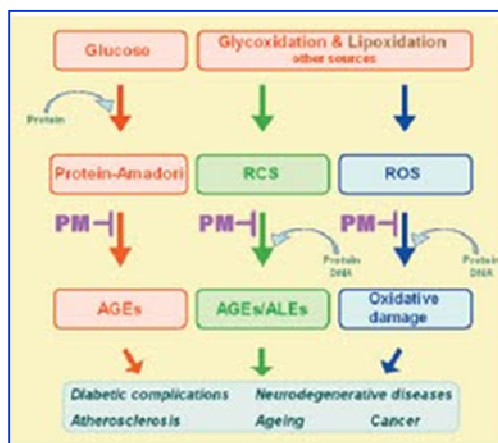 Glucoso
Glycoxidation & Lipoxidation
other sources
Protein
Protein-Amadori
RCS
ROS
PM
PM
PM
Protein
DNA
Protein
DNA
AGEs
AGEs/ALEs
Oxidative
damage
Diabetic complications
Neurodegenerative diseases
Atherosclerosis
Ageing
Cancer